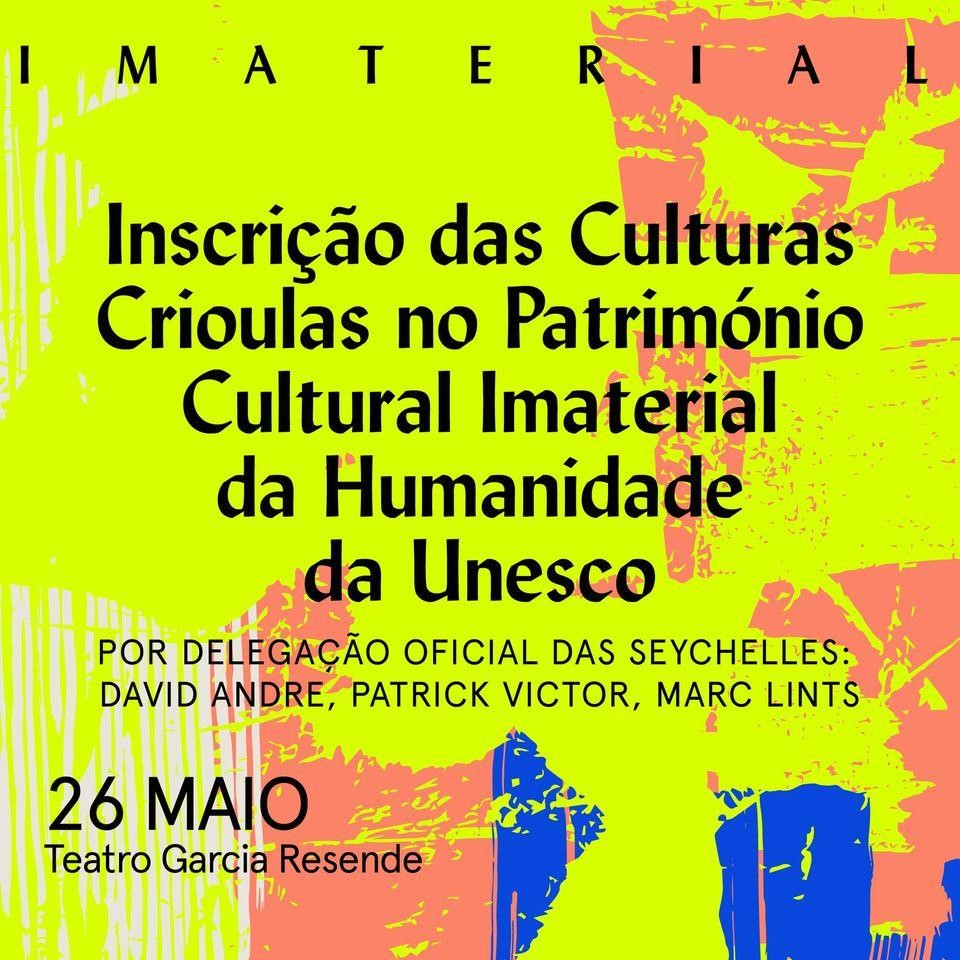 IMATERIAL
Inscrição das Culturas
Crioulas no Património
Cultural Imaterial
da Humanidade
da Unesco
POR DELEGAÇÃO OFICIAL DAS SEYCHELLES:
DAVID ANDRE, PATRICK VICTOR, MARC LINTS
26 MAIO
Teatro Garcia Resende